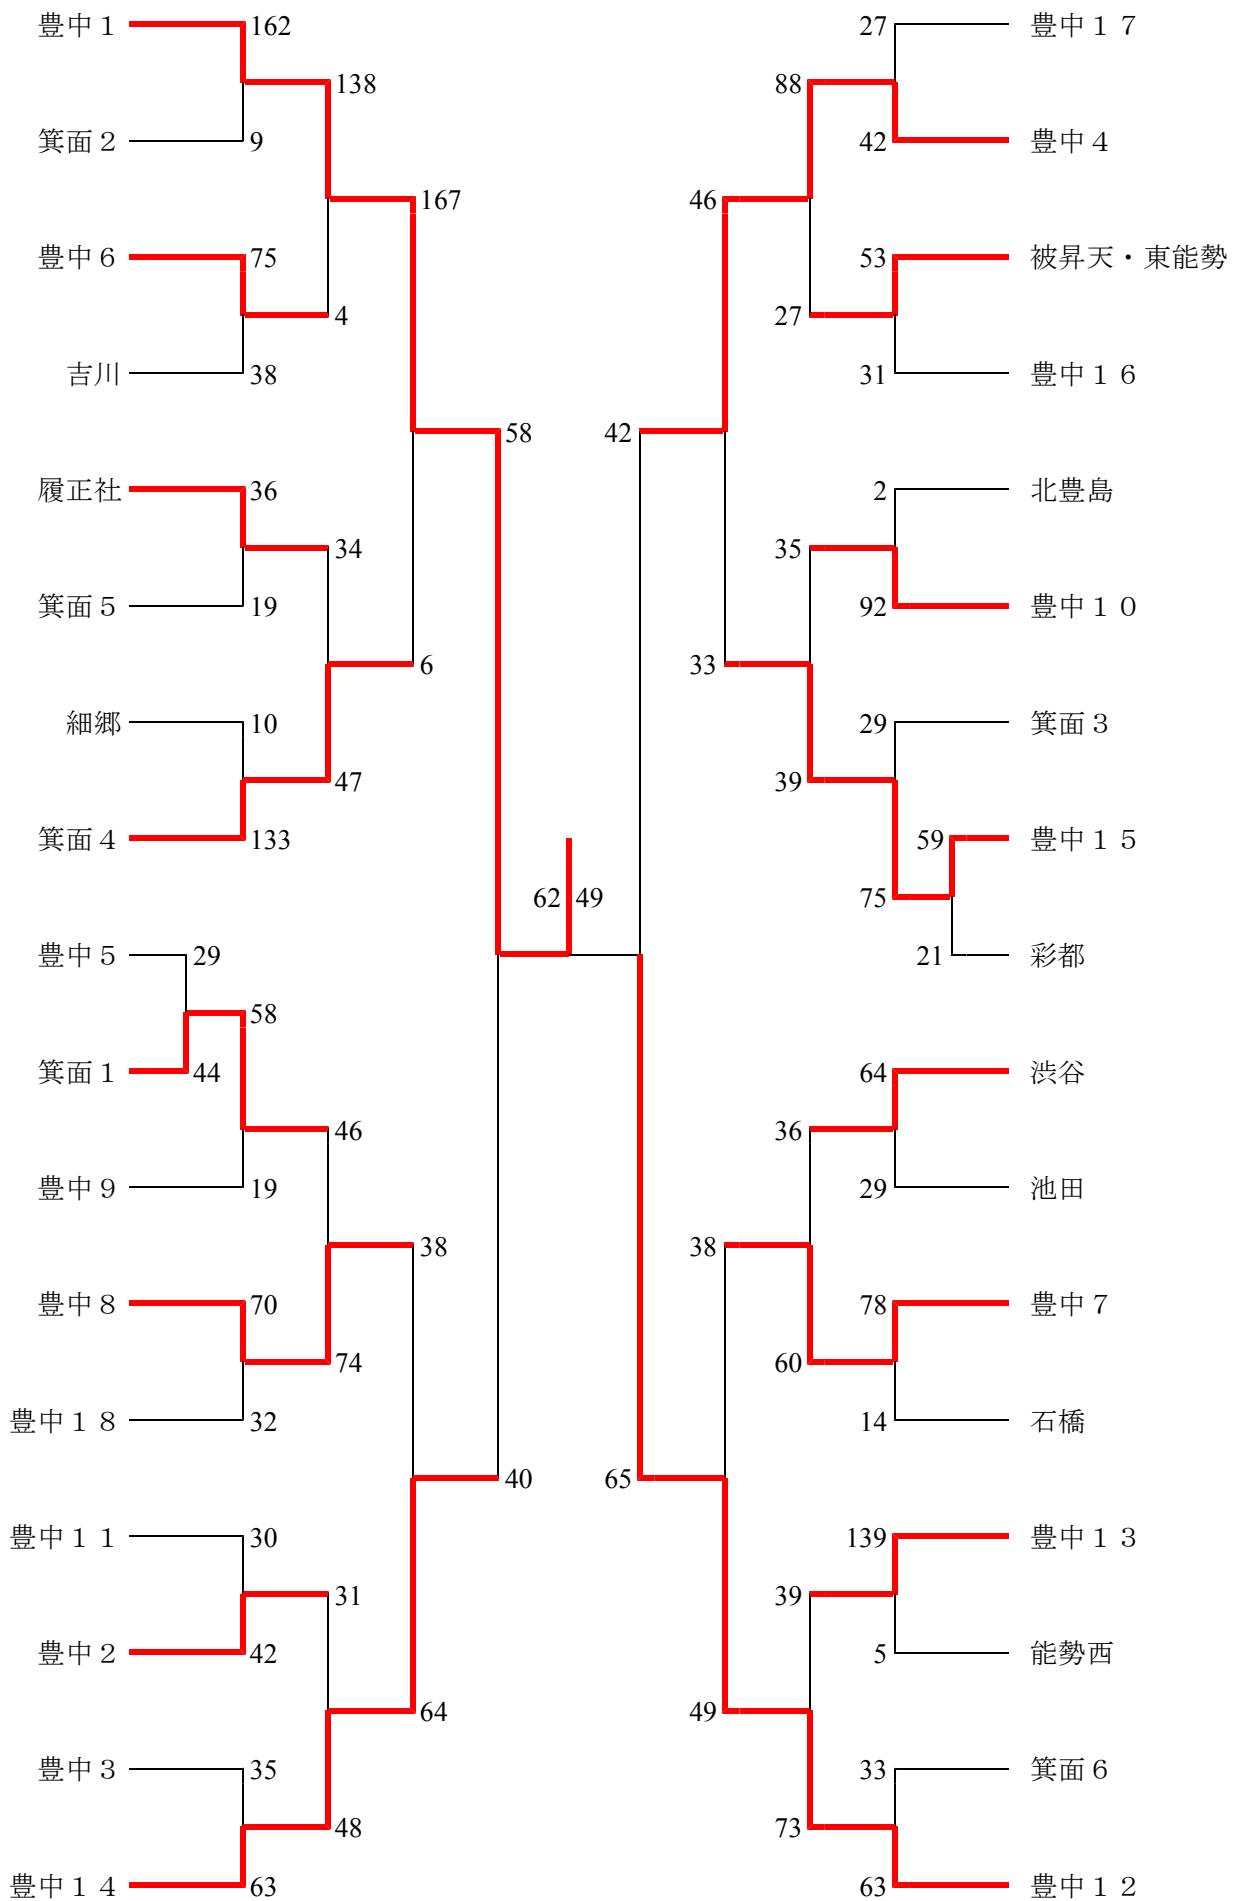 豊中１ 162 27 豊中１７
138 88
箕面２ 9 42 豊中４
167 46
豊中６ 75 53 被昇天・東能勢
4 27
吉川 38 31 豊中１６
58 42
履正社 36 2 北豊島
34 35
箕面５ 19 92 豊中１０
6 33
細郷 10 29 箕面３
47 39
箕面４ 133 59 豊中１５
62 49 75
豊中５ 29 21 彩都
58
箕面１ 44 64 渋谷
46 36
豊中９ 19 29 池田
38 38
豊中８ 70 78 豊中７
74 60
豊中１８ 32 14 石橋
40 65
豊中１１ 30 139 豊中１３
31 39
豊中２ 42 5 能勢西
64 49
豊中３ 35 33 箕面６
48 73
豊中１４ 63 63 豊中１２